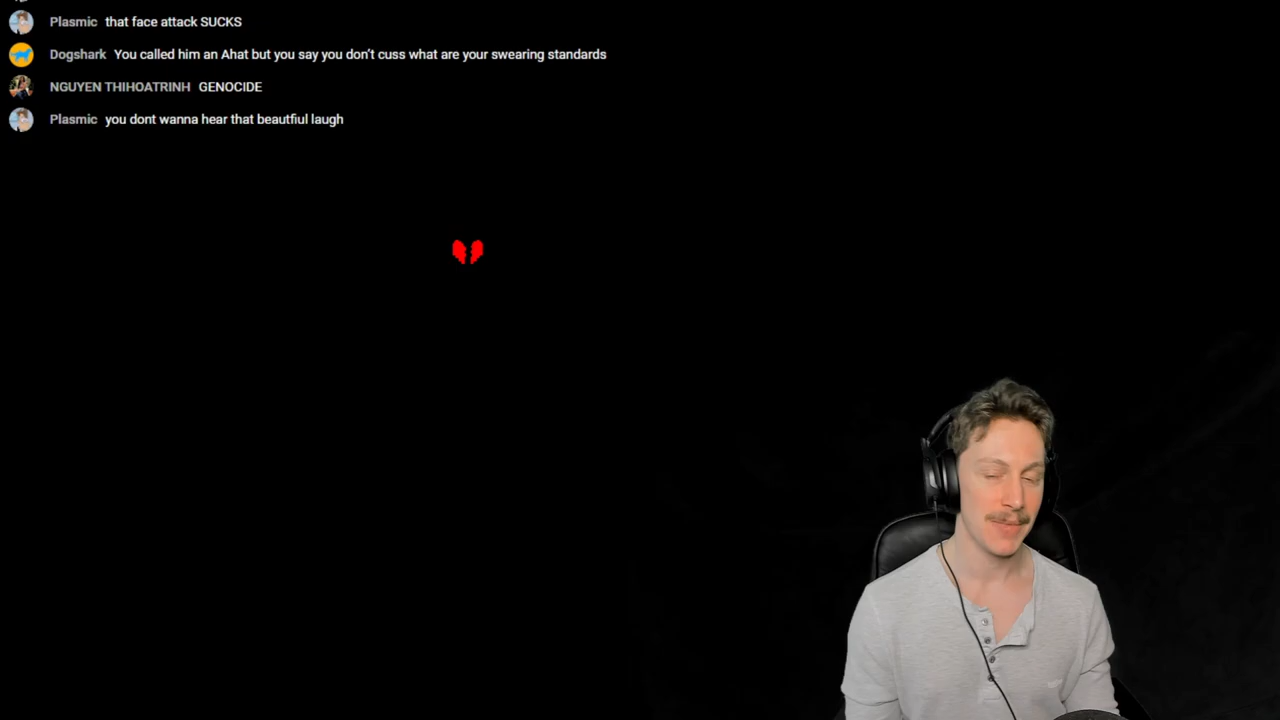 Plasmic that face attack SUCKS
Dogshark You called him an Ahat but you say you don't cuss what are your swearing standards
NGUYEN THIHOATRINH GENOCIDE
Plasmic you dont wanna hear that beautfiul laugh